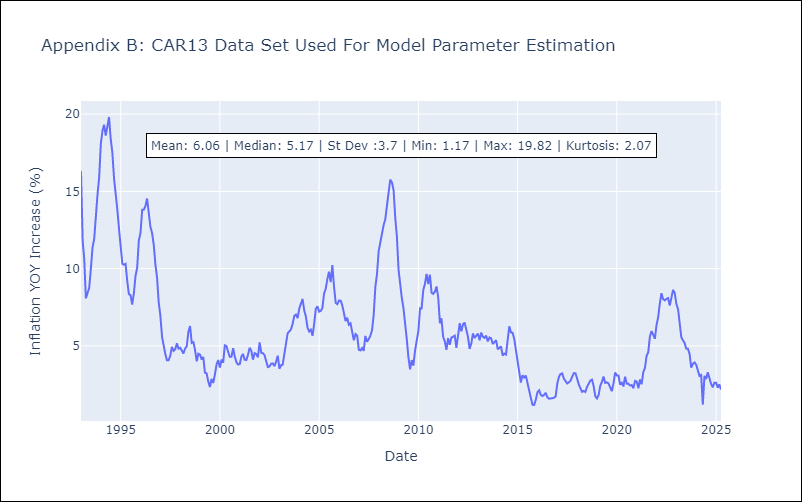 Appendix B: CAR13 Data Set Used For Model Parameter Estimation
Mean: 6.06 | Median: 5.17 | St Dev :3.7 | Min: 1.17 | Max: 19.82 | Kurtosis: 2.07
Inflation YOY Increase (%)
20
15
10
5
1995
2000
2005
2010
2015
2020
2025
Date